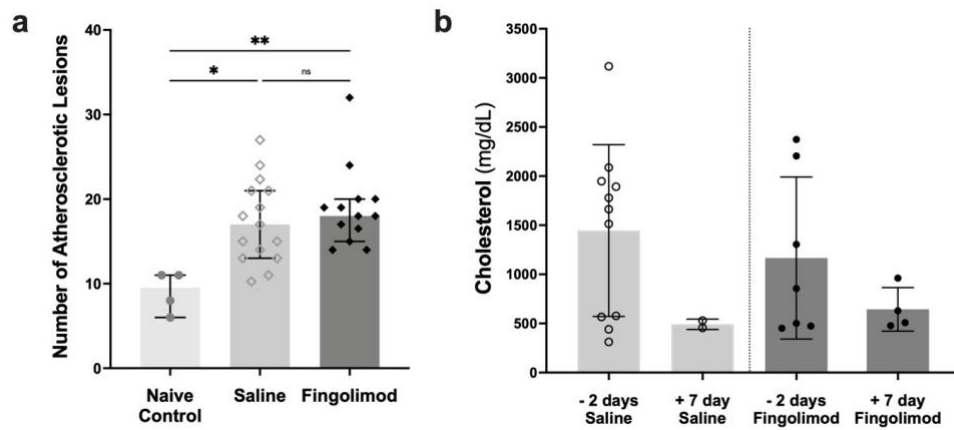 a
Number of Atherosclerotic Lesions
40
30
20
10
0
**
*
ns
Naive
Control
Saline
Fingolimod
b
Cholesterol (mg/dL)
3500
3000
2500
2000
1500
1000
500
0
- 2 days
Saline
+ 7 day
Saline
- 2 days
Fingolimod
+ 7 day
Fingolimod